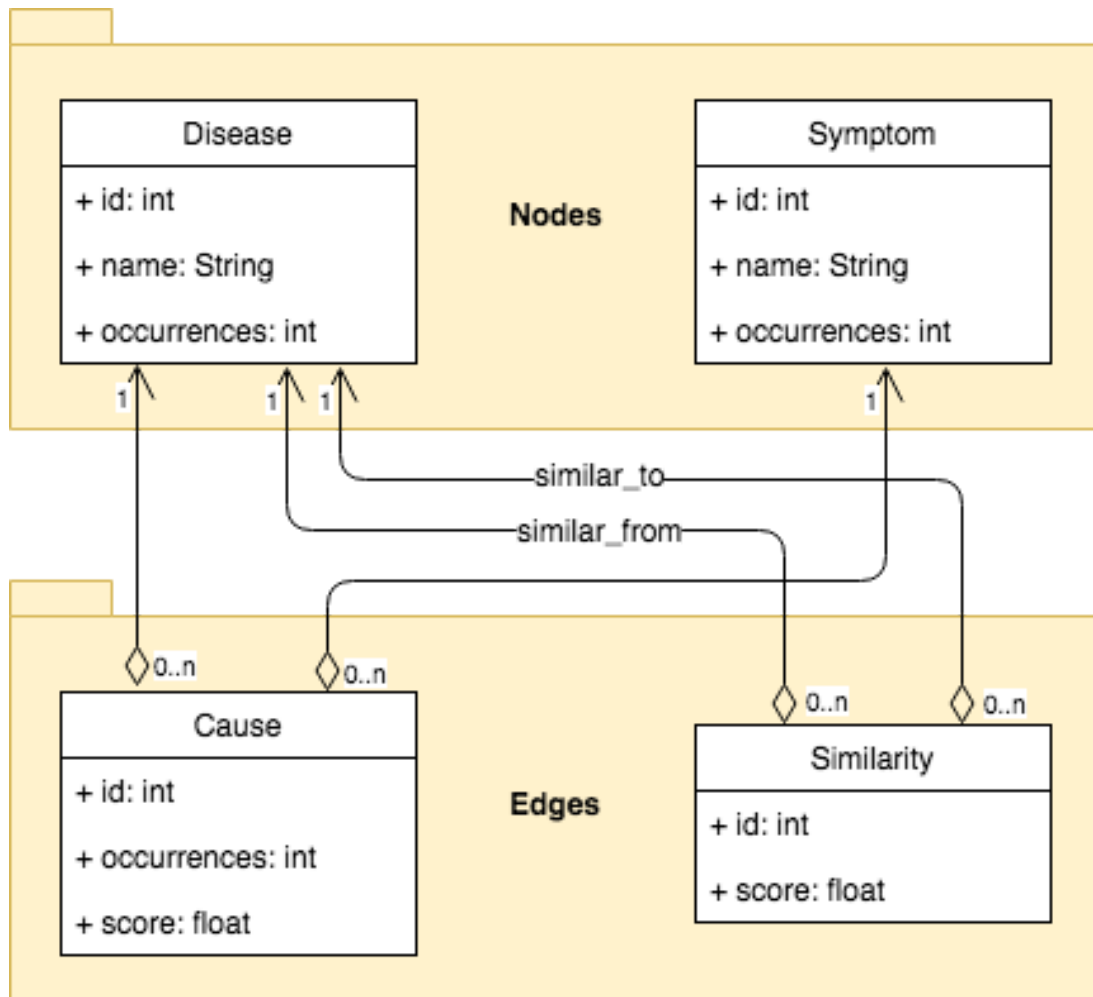 Disease
+ id: int
+ name: String
+ occurrences: int
Nodes
Symptom
+ id: int
+ name: String
+ occurrences: int
1
1
1
1
similar_to
similar_from
0..n
0..n
0..n
0..n
Cause
+ id: int
+ occurrences: int
+ score: float
Edges
Similarity
+ id: int
+ score: float